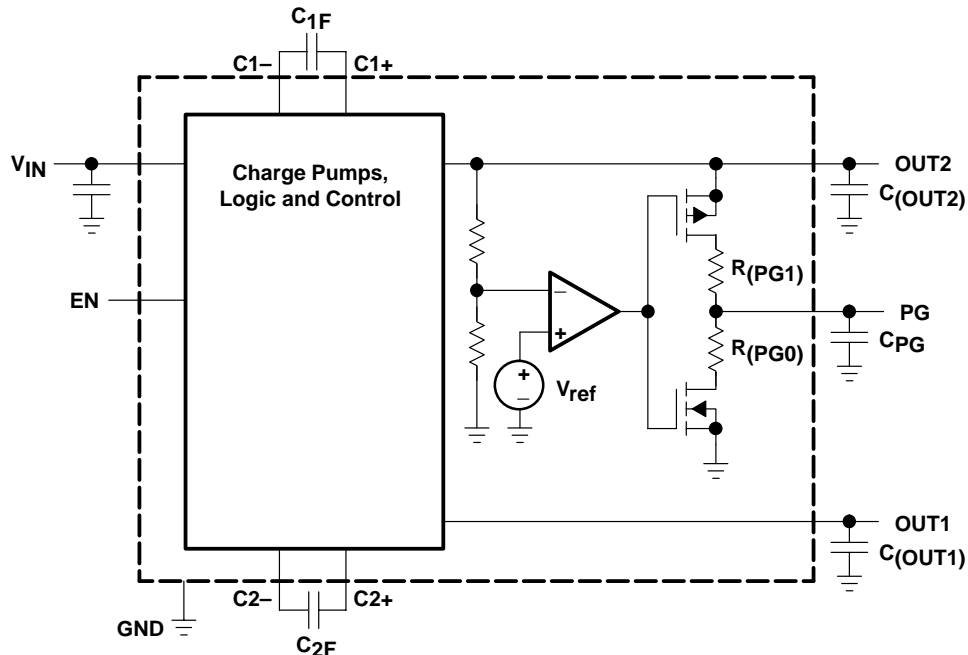 C1F
C1– C1+
VIN
Charge Pumps,
Logic and Control
OUT2
C(OUT2)
R(PG1)
EN
–
+
PG
CPG
R(PG0)
+
–
Vref
OUT1
C(OUT1)
C2– C2+
GND
C2F